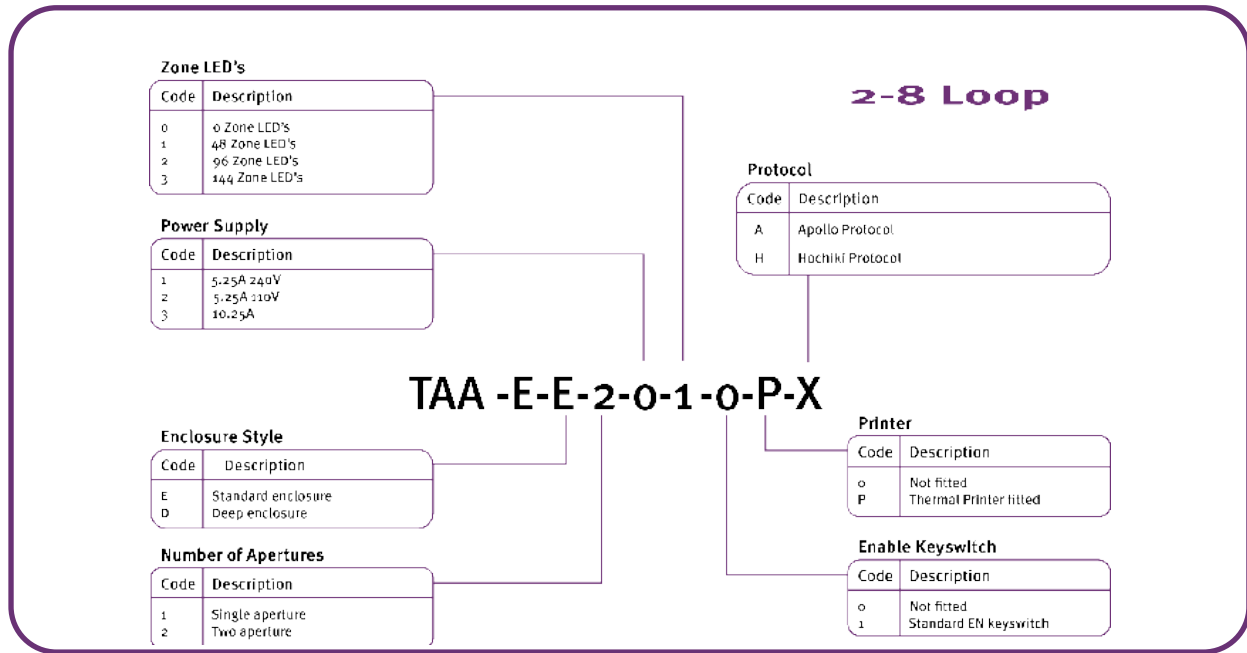 Zone LED's
Code Description
0 0 Zone LED's
1 48 Zone LED's
2 96 Zone LED's
3 144 Zone LED's
2-8 Loop
Protocol
Code Description
A Apollo Protocol
H Hochiki Protocol
Power Supply
Code Description
1 5.25A 240V
2 5.25A 110V
3 10.25A
TAA -E-E-2-0-1-0-P-X
Enclosure Style
Code Description
E Standard enclosure
D Deep enclosure
Number of Apertures
Code Description
1 Single aperture
2 Two aperture
Printer
Code Description
0 Not fitted
P Thermal Printer fitted
Enable Keyswitch
Code Description
0 Not fitted
1 Standard EN keyswitch